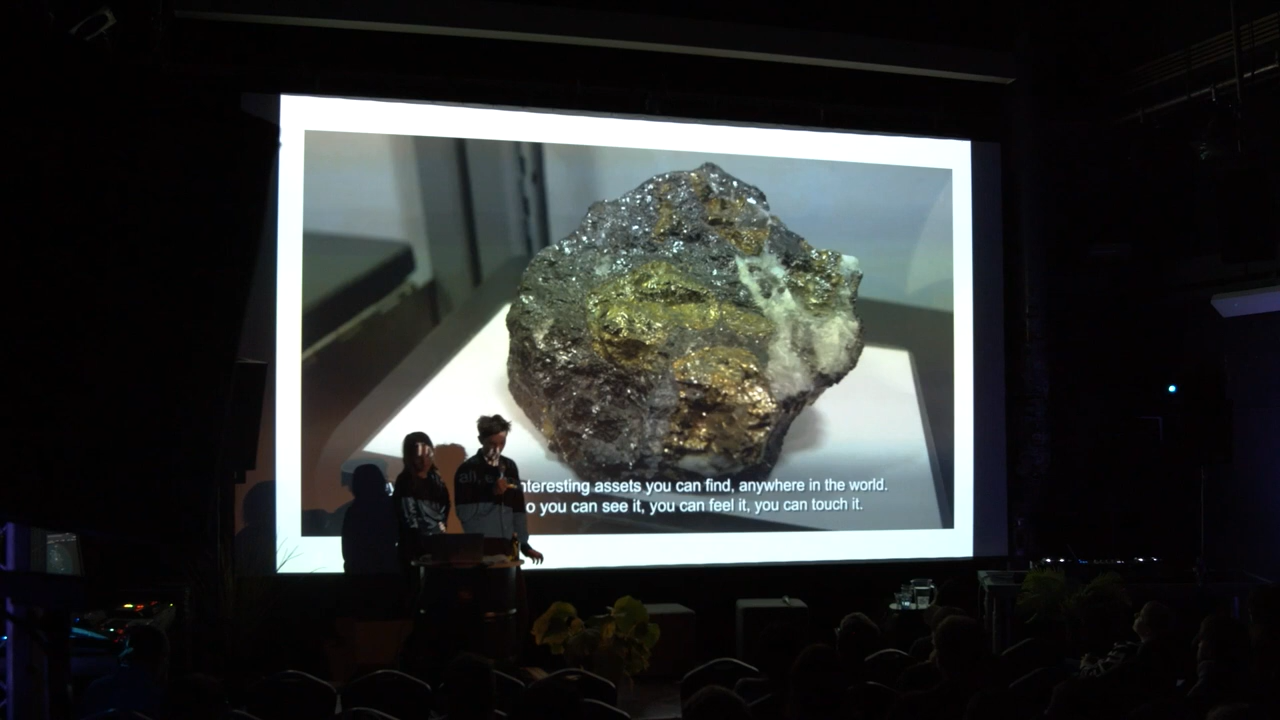 all, e nteresting assets you can find, anywhere in the world.
o you can see it, you can feel it, you can touch it.